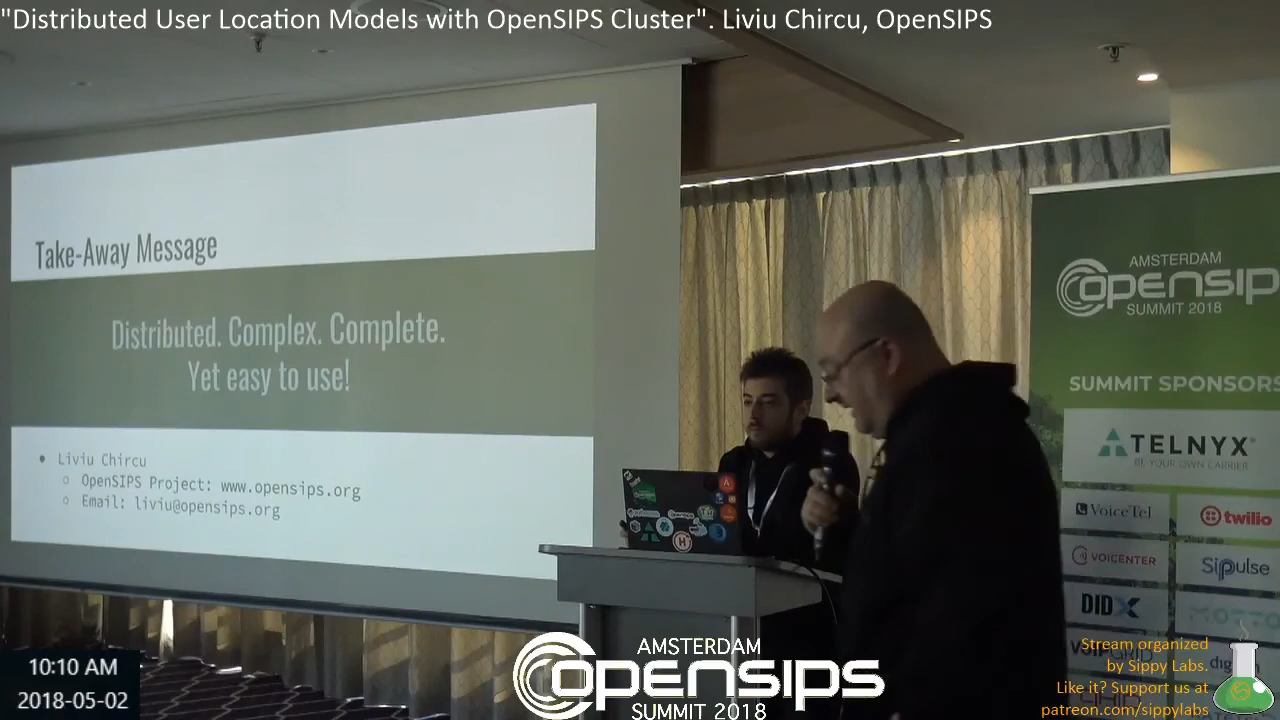 "Distributed User Location Models with OpenSIPS Cluster". Liviu Chircu, OpenSIPS
Take-Away Message
Distributed. Complex. Complete.
Yet easy to use!
● Liviu Chircu
○ OpenSIPS Project: www.opensips.org
○ Email: liviu@opensips.org
AMSTERDAM
OPENSIP
SUMMIT 2018
SUMMIT SPONSORS
TELNYX
BE YOUR OWN CARRIER
VoiceTel
twilio
VOICENTER
Sipulse
DIDX
VOIPGRID
digi
10:10 AM
2018-05-02
AMSTERDAM
OPENSIPS
SUMMIT 2018
Stream organized
by Sippy Labs.
Like it? Support us at
patreon.com/sippylabs